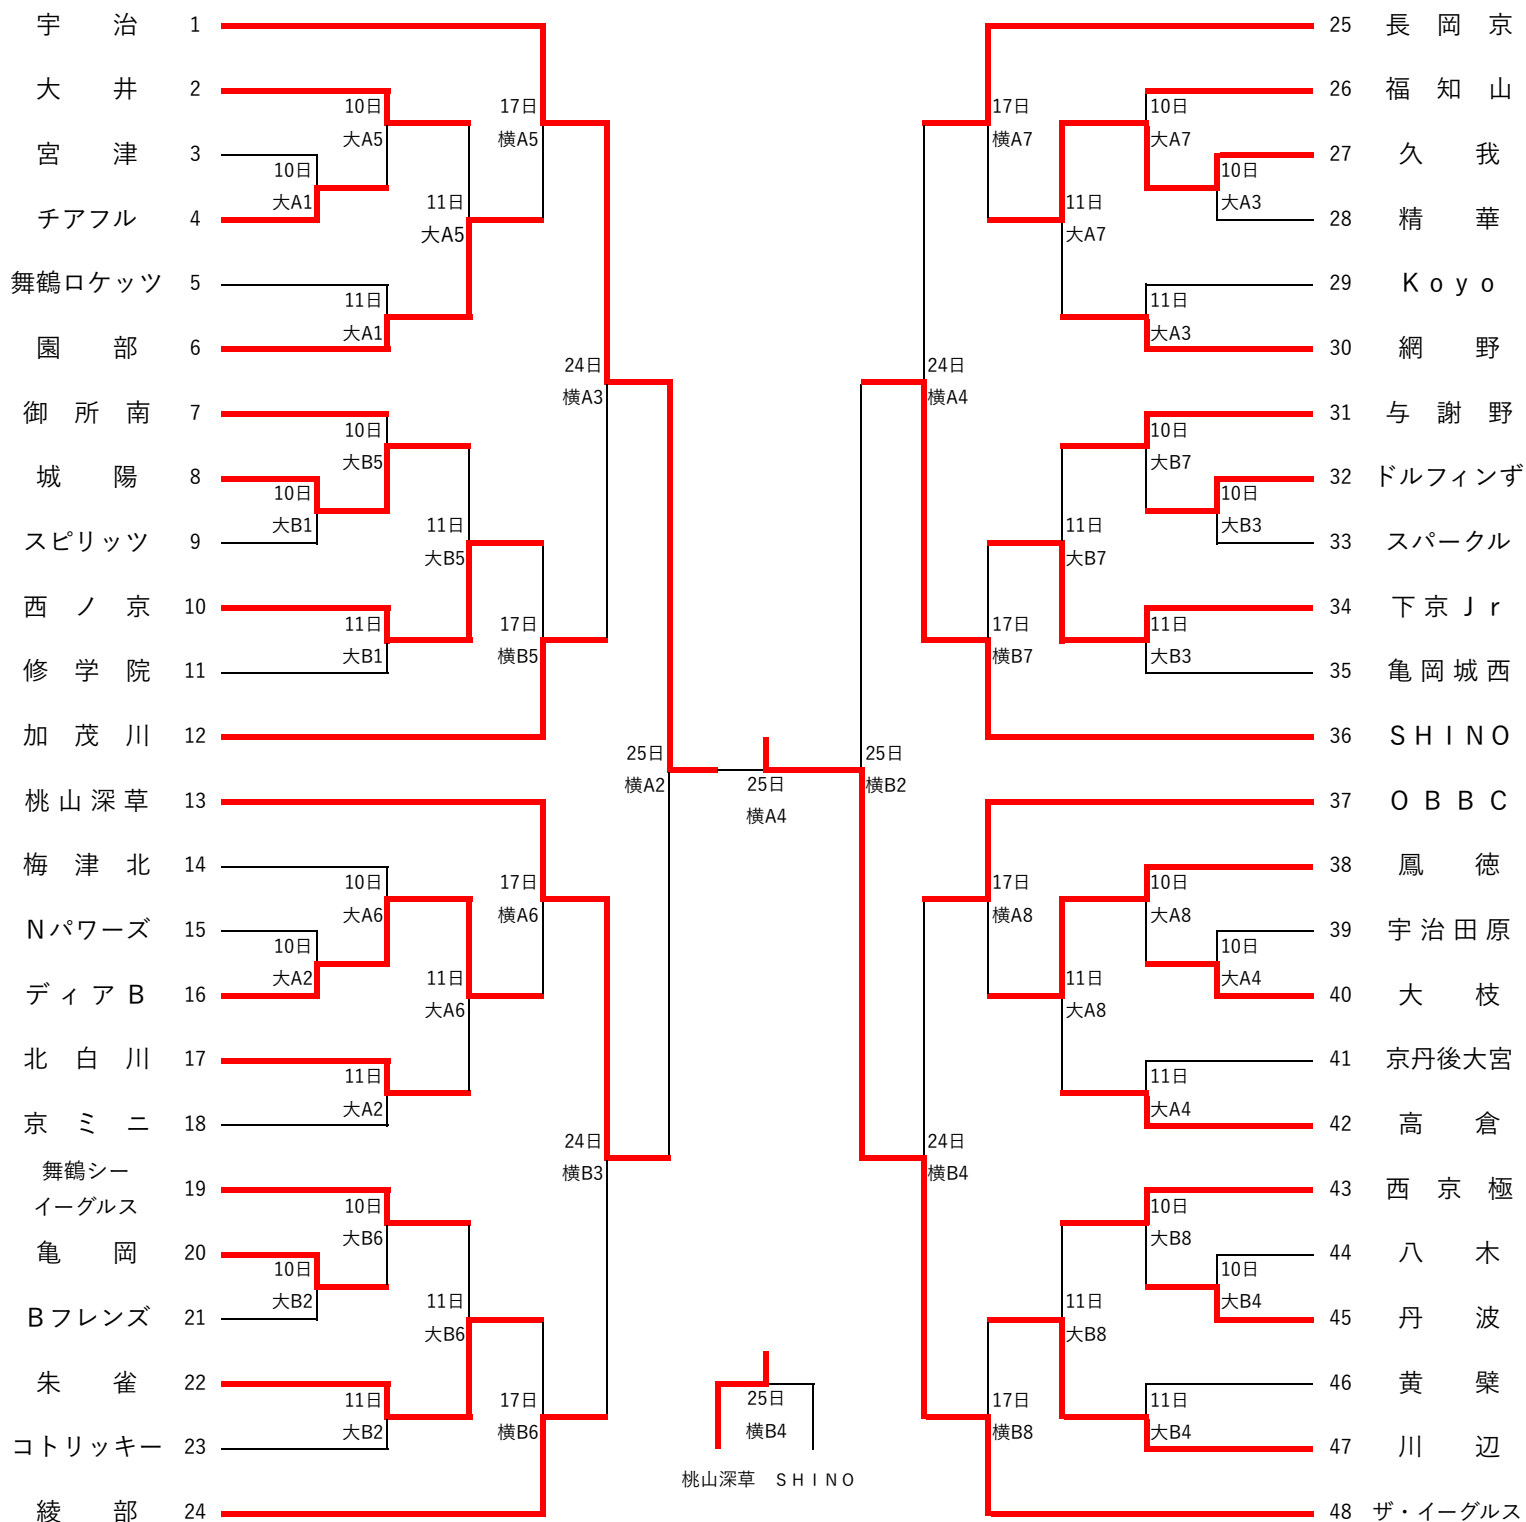 宇治 1
大井 2
宮津 3
チアフル 4
舞鶴ロケッツ 5
園部 6
御所南 7
城陽 8
スピリッツ 9
西ノ京 10
修学院 11
加茂川 12
桃山深草 13
梅津北 14
Nパワーズ 15
ディアB 16
北白川 17
京ミニ 18
舞鶴シー
イーグルス 19
亀岡 20
Bフレンズ 21
朱雀 22
コトリッキー 23
綾部 24
10日
大A1
10日
大A5
11日
大A1
11日
大A5
10日
大B1
10日
大B5
11日
大B1
11日
大B5
10日
大A2
10日
大A6
11日
大A2
11日
大A6
10日
大B2
10日
大B6
11日
大B2
11日
大B6
17日
横A5
17日
横B5
17日
横A6
17日
横B6
24日
横A3
24日
横B3
25日
横A2
25日
横A4
25日
横B2
25日
横B4
桃山深草 SHINO
24日
横A4
24日
横B4
17日
横A7
17日
横B7
17日
横A8
17日
横B8
11日
大A7
11日
大B7
11日
大A8
11日
大B8
10日
大A7
10日
大A3
11日
大A3
10日
大B7
10日
大B3
11日
大B3
10日
大A8
10日
大A4
11日
大A4
10日
大B8
10日
大B4
11日
大B4
25 長岡京
26 福知山
27 久我
28 精華
29 Koyo
30 網野
31 与謝野
32 ドルフィンず
33 スパークル
34 下京Jr
35 亀岡城西
36 SHINO
37 OBBC
38 鳳徳
39 宇治田原
40 大枝
41 京丹後大宮
42 高倉
43 西京極
44 八木
45 丹波
46 黄檗
47 川辺
48 ザ・イーグルス